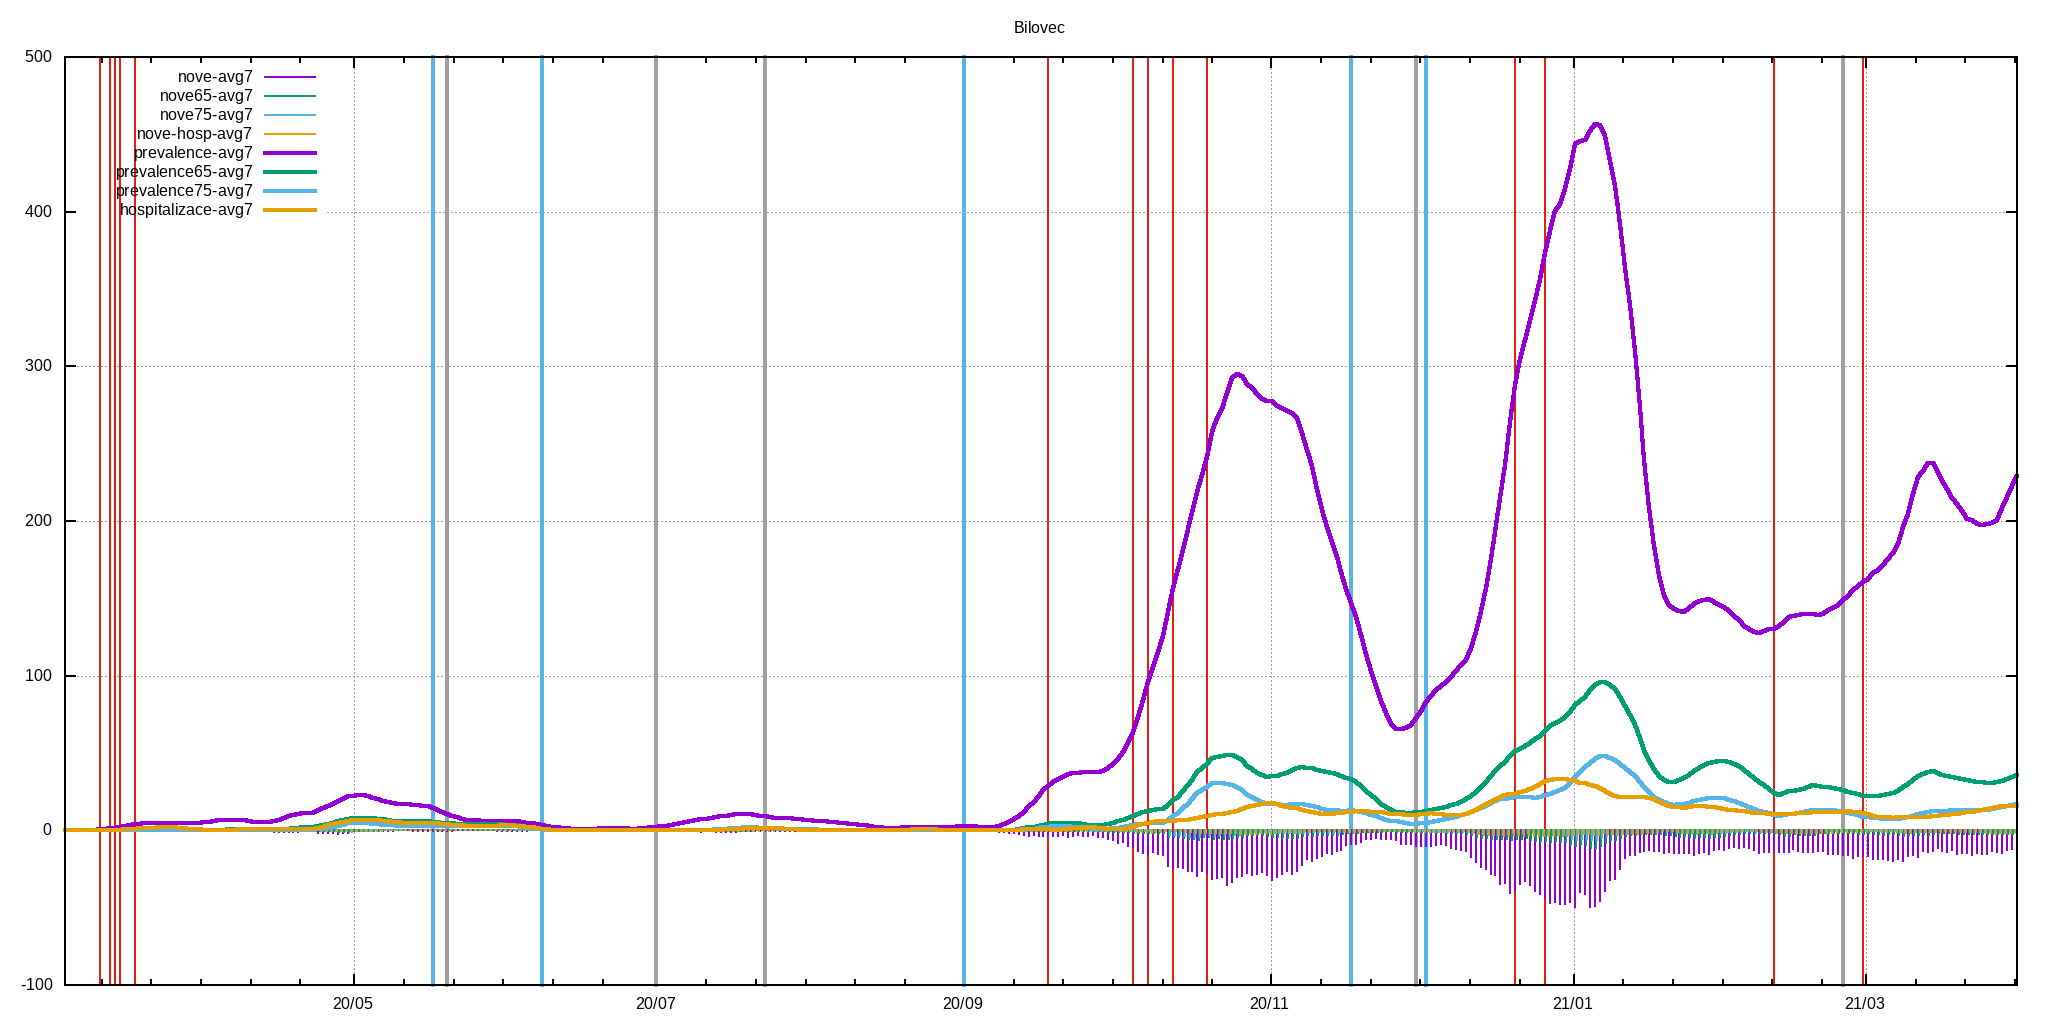 Bilovec
500
400
300
200
100
0
-100
nove-avg7
nove65-avg7
nove75-avg7
nove-hosp-avg7
prevalence-avg7
prevalence65-avg7
prevalence75-avg7
hospitalizace-avg7
20/05 20/07 20/09 20/11 21/01 21/03